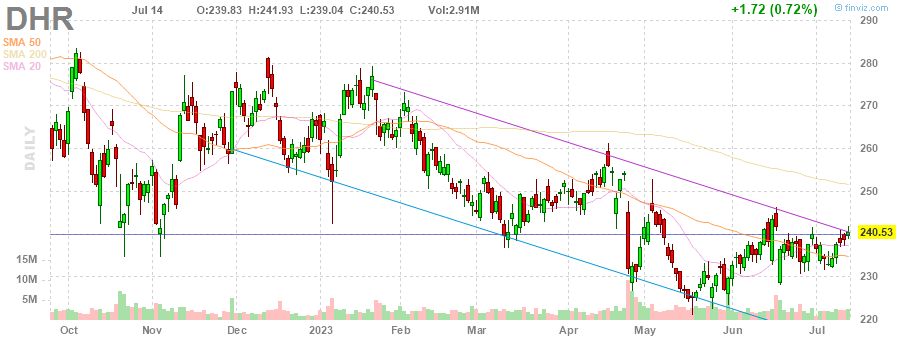 DHR Jul 14 O:239.83 H:241.93 L:239.04 C:240.53 Vol:2.91M +1.72 (0.72%) © finviz.com
SMA 50
SMA 200
SMA 20
DAILY
290
280
270
260
250
240.53
230
220
15M
10M
5M
Oct Nov Dec 2023 Feb Mar Apr May Jun Jul